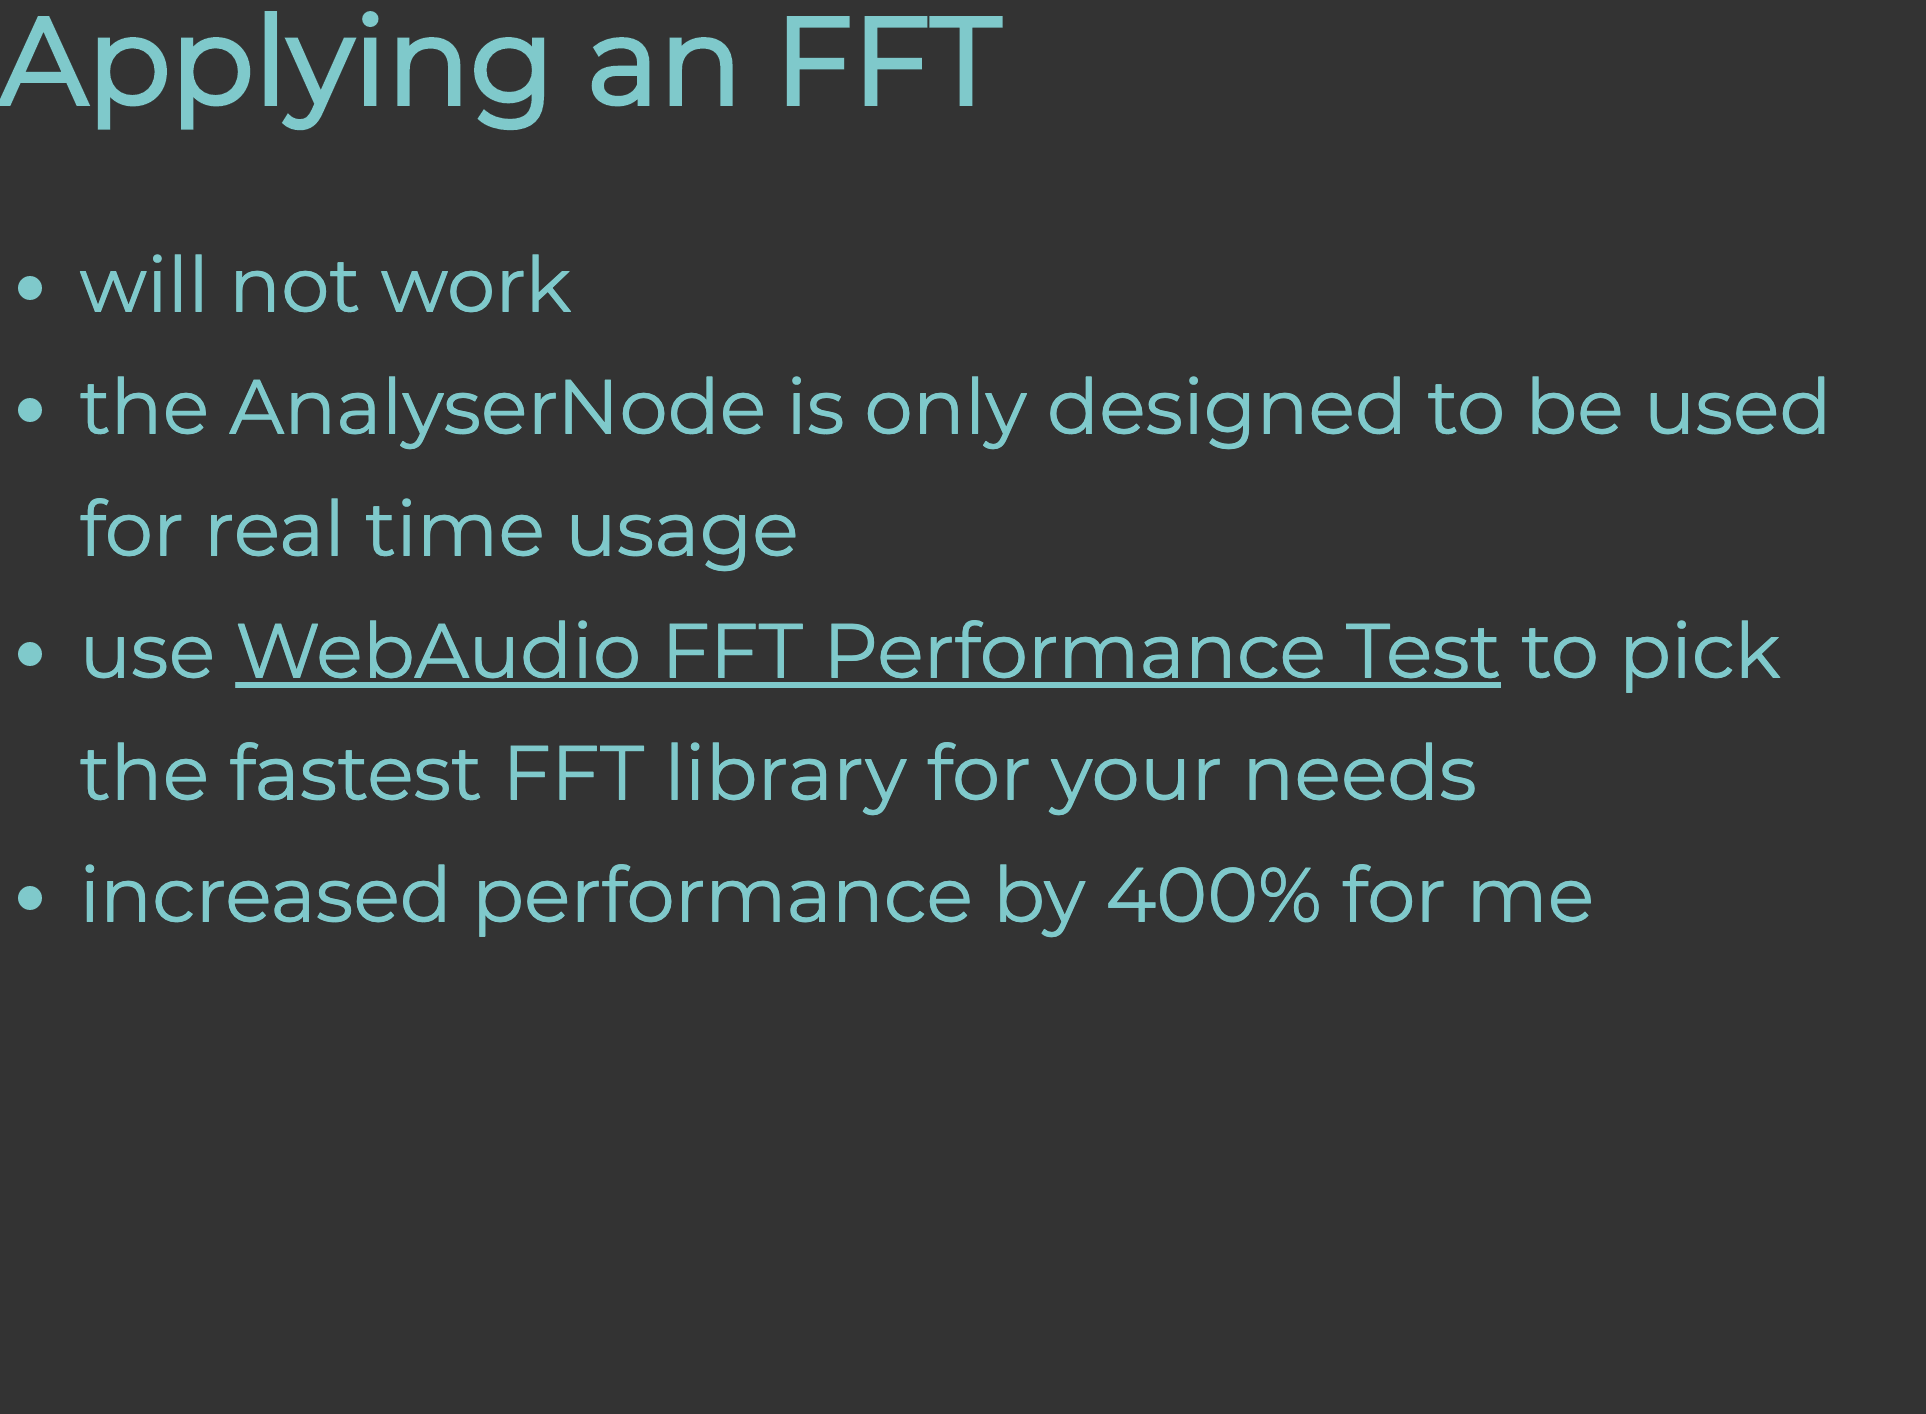 Applying an FFT
• will not work
• the AnalyserNode is only designed to be used
for real time usage
• use WebAudio FFT Performance Test to pick
the fastest FFT library for your needs
• increased performance by 400% for me